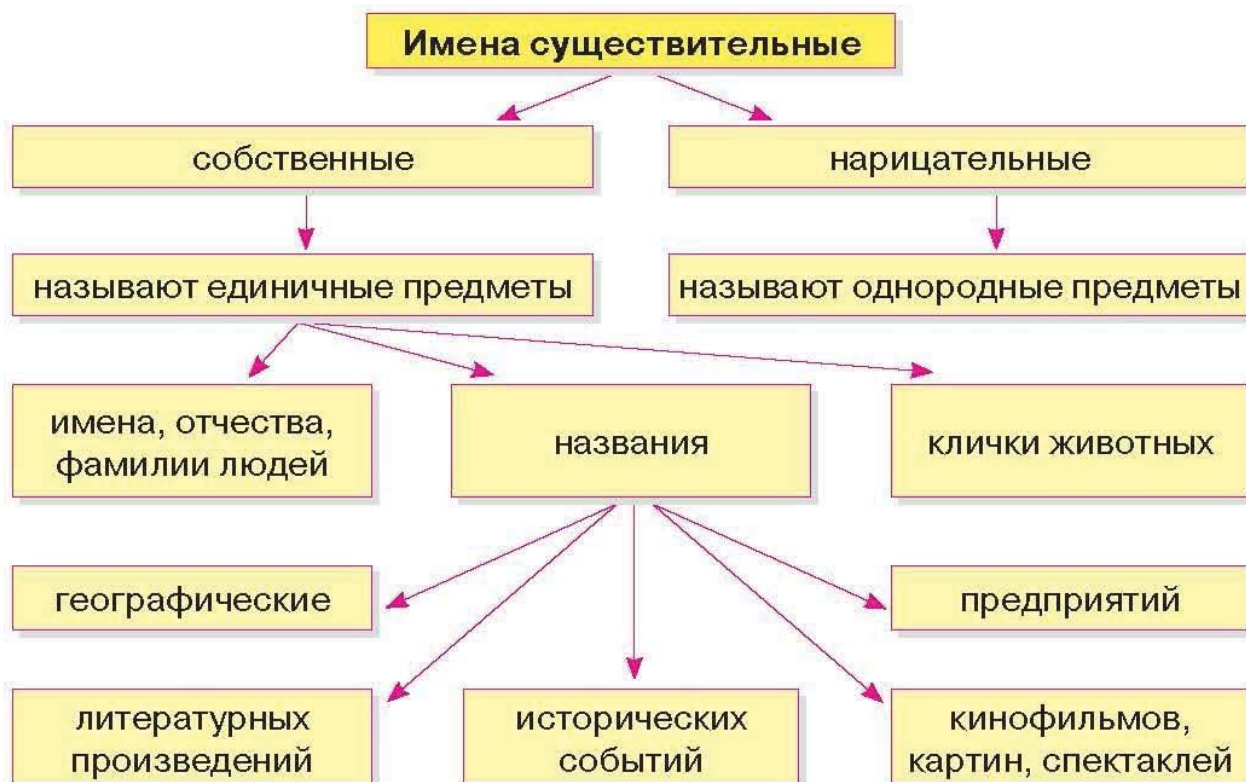 Имена существительные
собственные
нарицательные
называют единичные предметы
называют однородные предметы
имена, отчества,
фамилии людей
названия
клички животных
географические
предприятий
литературных
произведений
исторических
событий
кинофильмов,
картин, спектаклей